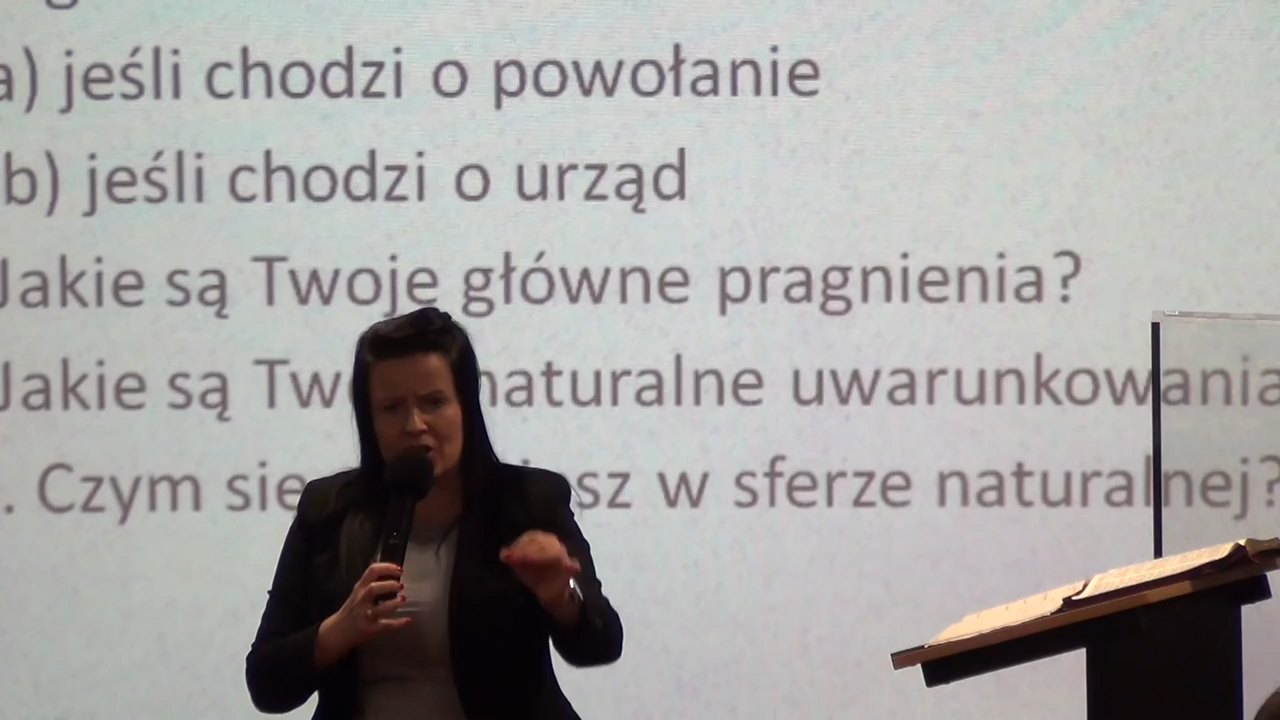 a) jeśli chodzi o powołanie
b) jeśli chodzi o urząd
Jakie są Twoje główne pragnienia?
Jakie są naturalne uwarunkowania
. Czym w sferze naturalnej?